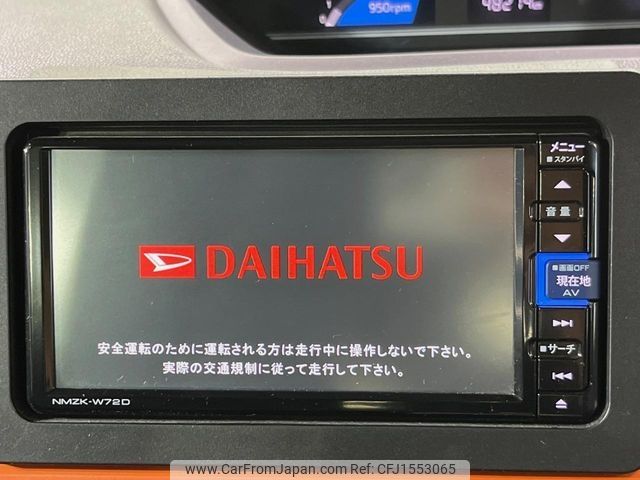 950rpm
48274km
メニュー
■スタンバイ
音量
■画面OFF
現在地
AV
■サーチ
DAIHATSU
安全運転のために運転される方は走行中に操作しないで下さい。
実際の交通規制に従って走行して下さい。
NMZK-W72D
www.CarFromJapan.com - CFJ1553065